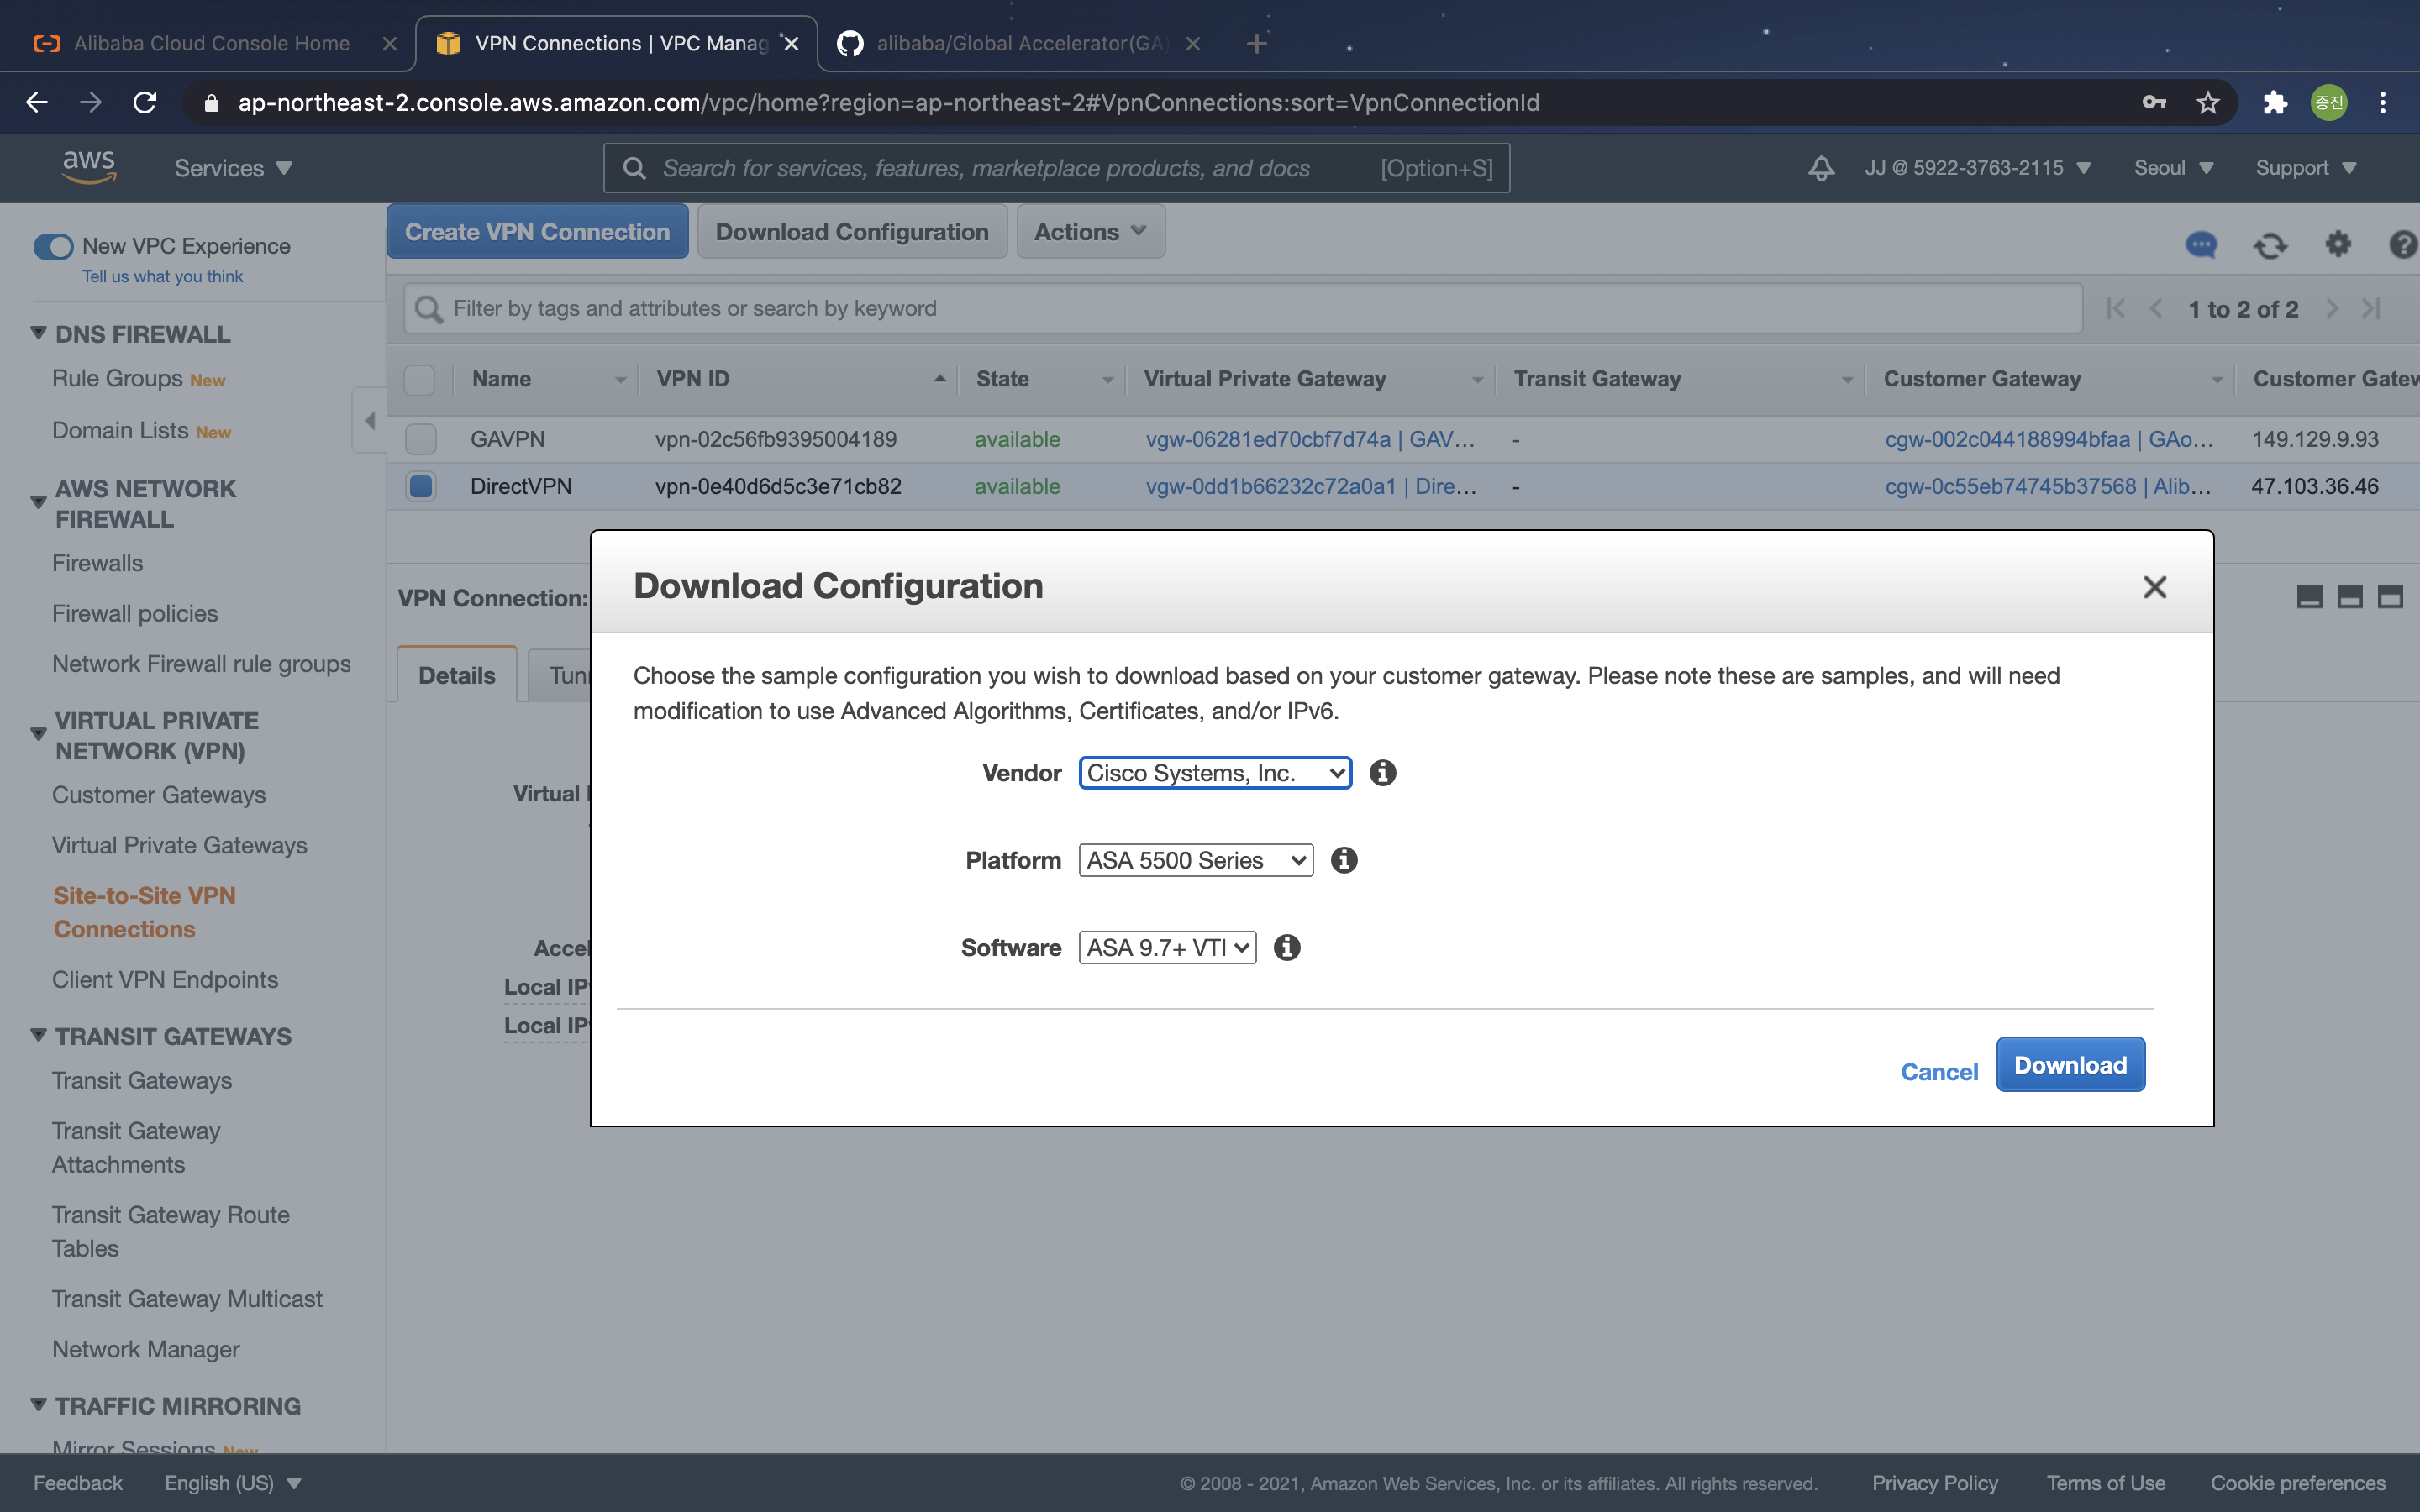 Alibaba Cloud Console Home
VPN Connections | VPC Manag
alibaba/Global Accelerator(GA)
ap-northeast-2.console.aws.amazon.com/vpc/home?region=ap-northeast-2#VpnConnections:sort=VpnConnectionId
종진
aws
Services
Search for services, features, marketplace products, and docs
[Option+S]
JJ @ 5922-3763-2115
Seoul
Support
New VPC Experience
Tell us what you think
DNS FIREWALL
Rule Groups New
Domain Lists New
AWS NETWORK
FIREWALL
Firewalls
Firewall policies
Network Firewall rule groups
VIRTUAL PRIVATE
NETWORK (VPN)
Customer Gateways
Virtual Private Gateways
Site-to-Site VPN
Connections
Client VPN Endpoints
TRANSIT GATEWAYS
Transit Gateways
Transit Gateway
Attachments
Transit Gateway Route
Tables
Transit Gateway Multicast
Network Manager
TRAFFIC MIRRORING
Mirror Sessions New
Create VPN Connection
Download Configuration
Actions
Filter by tags and attributes or search by keyword
1 to 2 of 2
Name VPN ID State Virtual Private Gateway Transit Gateway Customer Gateway Customer Gatew
GAVPN vpn-02c56fb9395004189 available vgw-06281ed70cbf7d74a | GAV... - cgw-002c044188994bfaa | GAo... 149.129.9.93
DirectVPN vpn-0e40d6d5c3e71cb82 available vgw-0dd1b66232c72a0a1 | Dire... - cgw-0c55eb74745b37568 | Alib... 47.103.36.46
VPN Connection:
Details
Tunn
Virtual
Accel
Local IP
Local IP
Download Configuration
Choose the sample configuration you wish to download based on your customer gateway. Please note these are samples, and will need
modification to use Advanced Algorithms, Certificates, and/or IPv6.
Vendor Cisco Systems, Inc.
Platform ASA 5500 Series
Software ASA 9.7+ VTI
Cancel
Download
Feedback
English (US)
© 2008 - 2021, Amazon Web Services, Inc. or its affiliates. All rights reserved.
Privacy Policy
Terms of Use
Cookie preferences